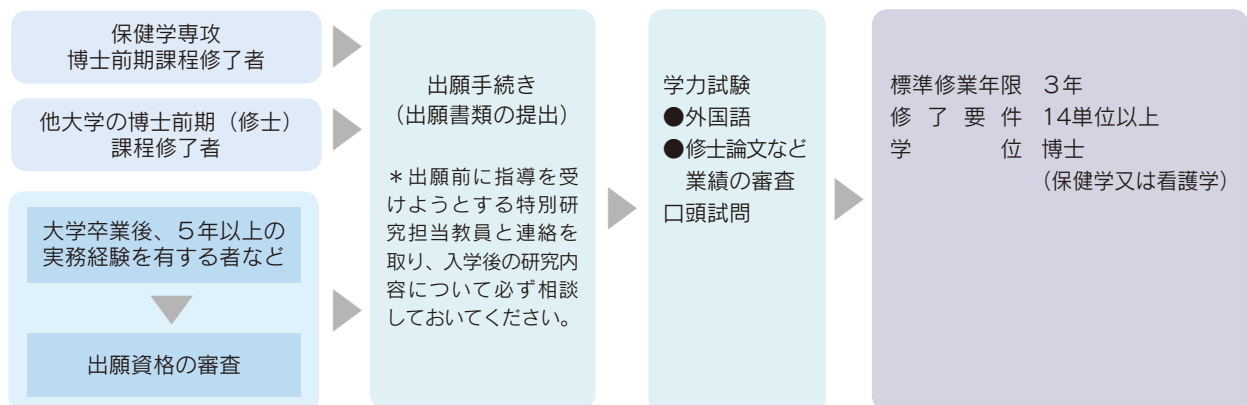 保健学専攻
博士前期課程修了者
他大学の博士前期（修士）
課程修了者
大学卒業後、５年以上の
実務経験を有する者など
出願資格の審査
出願手続き
（出願書類の提出）
＊出願前に指導を受
けようとする特別研
究担当教員と連絡を
取り、入学後の研究内
容について必ず相談
しておいてください。
学力試験
●外国語
●修士論文など
業績の審査
口頭試問
標準修業年限 ３年
修了要件 14単位以上
学位 博士
（保健学又は看護学）